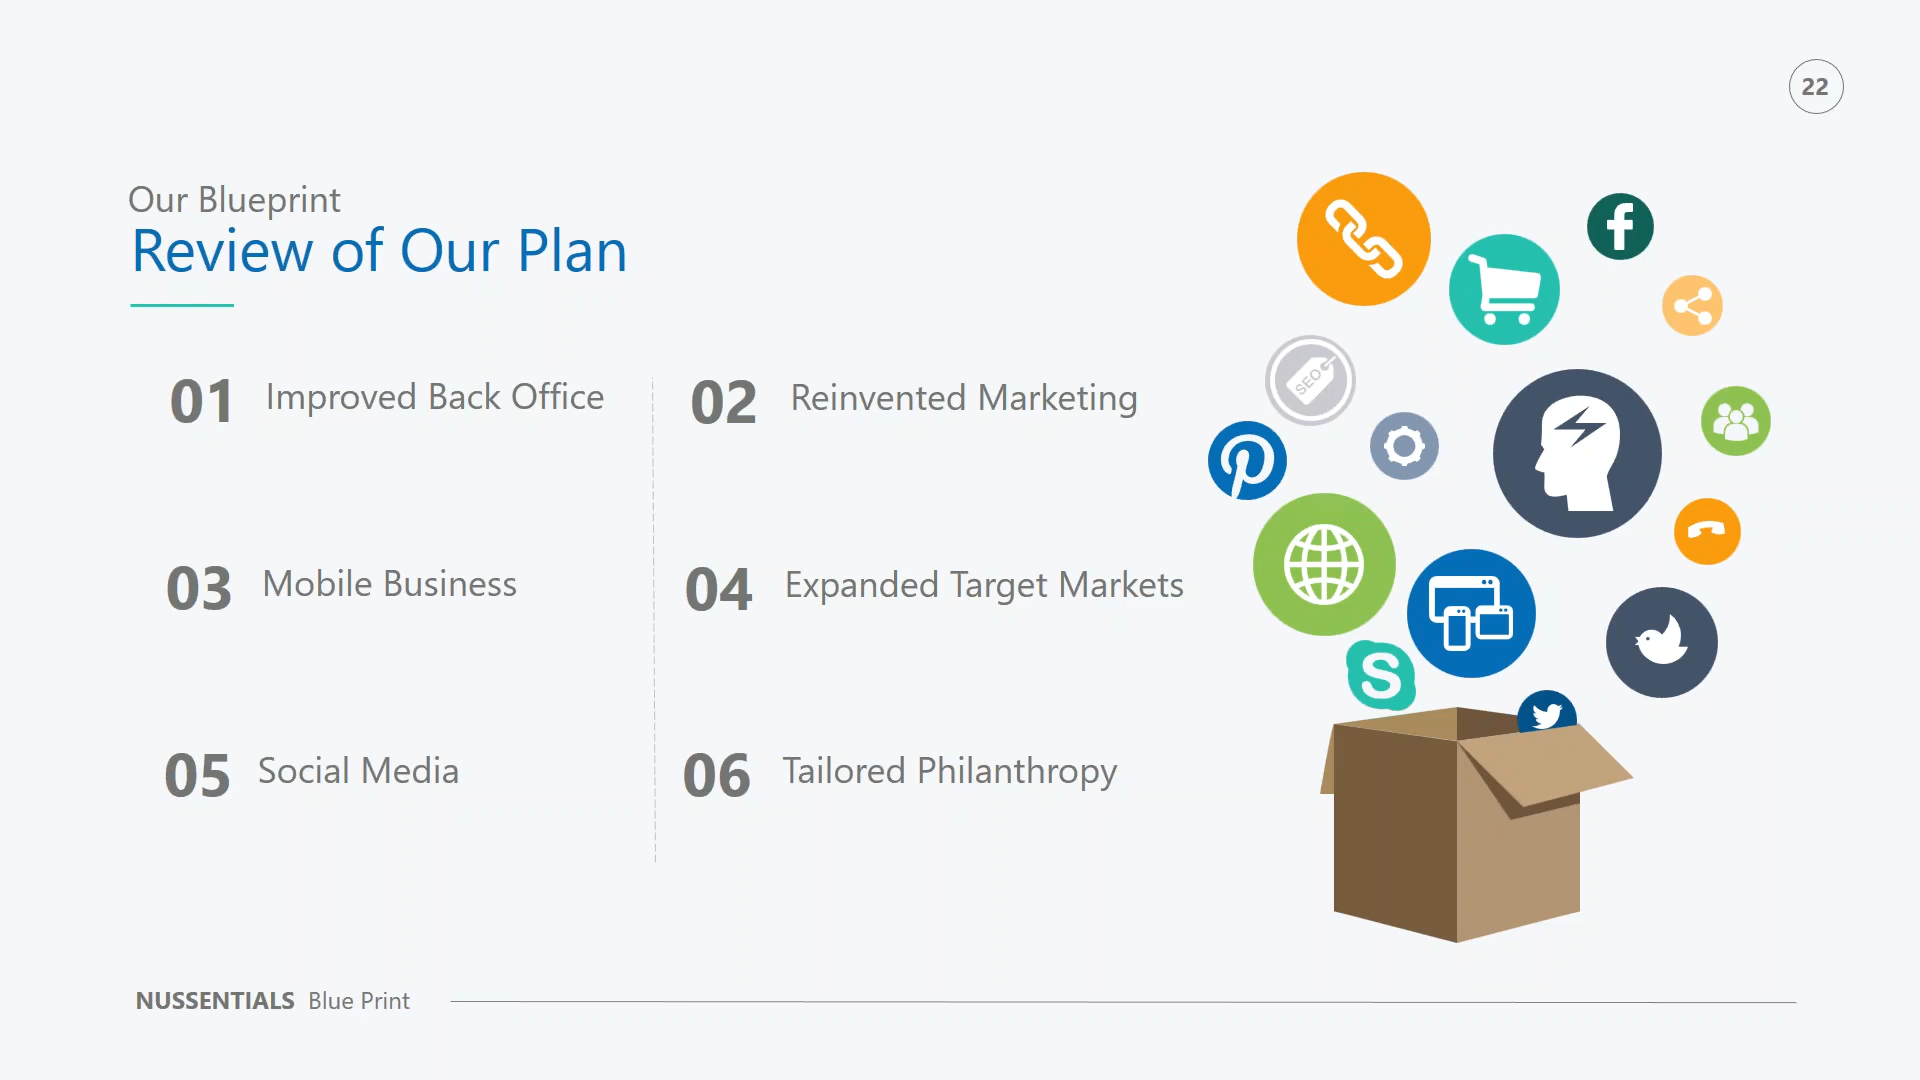 22
Our Blueprint
Review of Our Plan
01 Improved Back Office
02 Reinvented Marketing
03 Mobile Business
04 Expanded Target Markets
05 Social Media
06 Tailored Philanthropy
SEO
NUSSENTIALS Blue Print